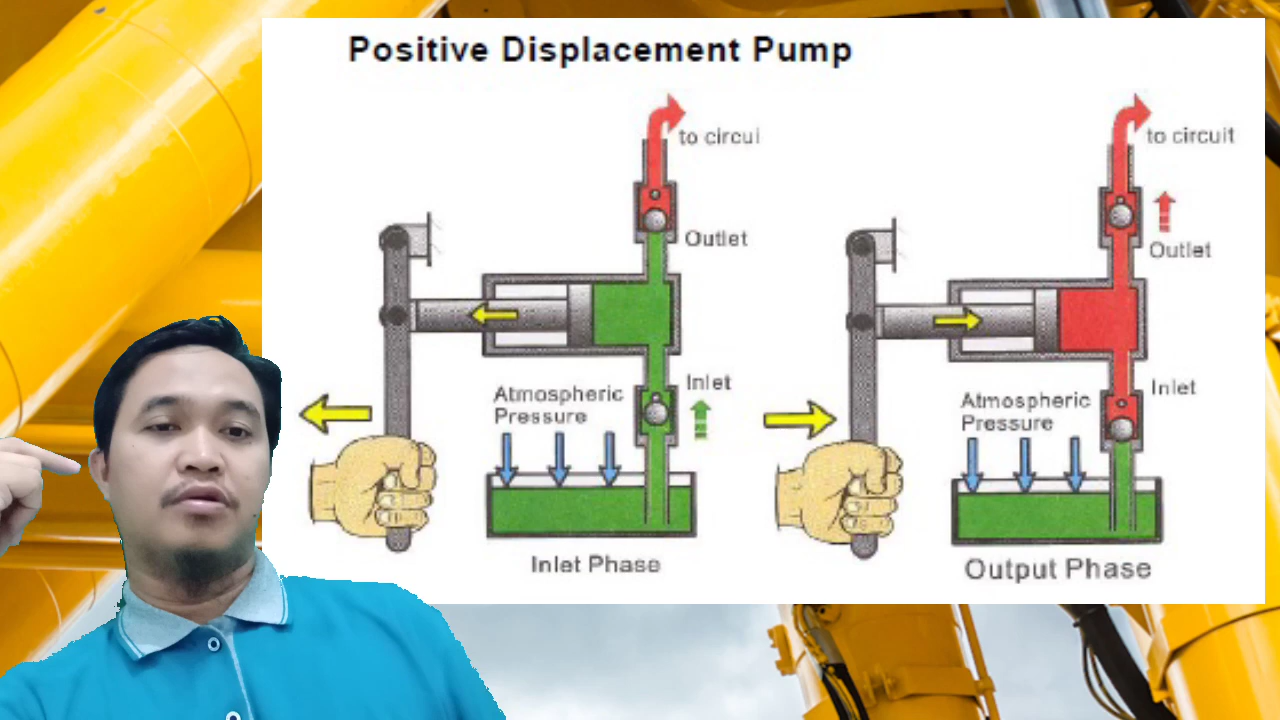 Positive Displacement Pump
to circui
Outlet
Inlet
Atmospheric
Pressure
Inlet Phase
to circuit
Outlet
Inlet
Atmospheric
Pressure
Output Phase